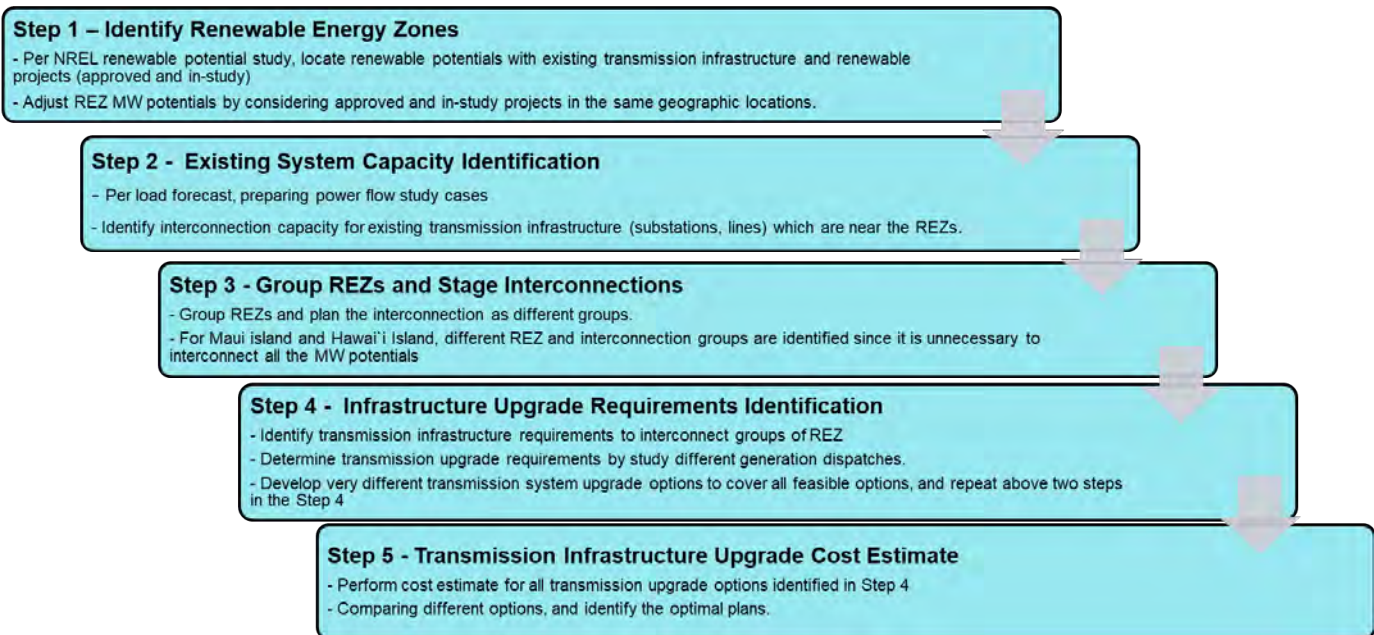 Step 1 – Identify Renewable Energy Zones
- Per NREL renewable potential study, locate renewable potentials with existing transmission infrastructure and renewable
projects (approved and in-study)
- Adjust REZ MW potentials by considering approved and in-study projects in the same geographic locations.
Step 2 - Existing System Capacity Identification
- Per load forecast, preparing power flow study cases
- Identify interconnection capacity for existing transmission infrastructure (substations, lines) which are near the REZs.
Step 3 - Group REZs and Stage Interconnections
- Group REZs and plan the interconnection as different groups.
- For Maui island and Hawai`i Island, different REZ and interconnection groups are identified since it is unnecessary to
interconnect all the MW potentials
Step 4 - Infrastructure Upgrade Requirements Identification
- Identify transmission infrastructure requirements to interconnect groups of REZ
- Determine transmission upgrade requirements by study different generation dispatches.
- Develop very different transmission system upgrade options to cover all feasible options, and repeat above two steps
in the Step 4
Step 5 - Transmission Infrastructure Upgrade Cost Estimate
- Perform cost estimate for all transmission upgrade options identified in Step 4
- Comparing different options, and identify the optimal plans.